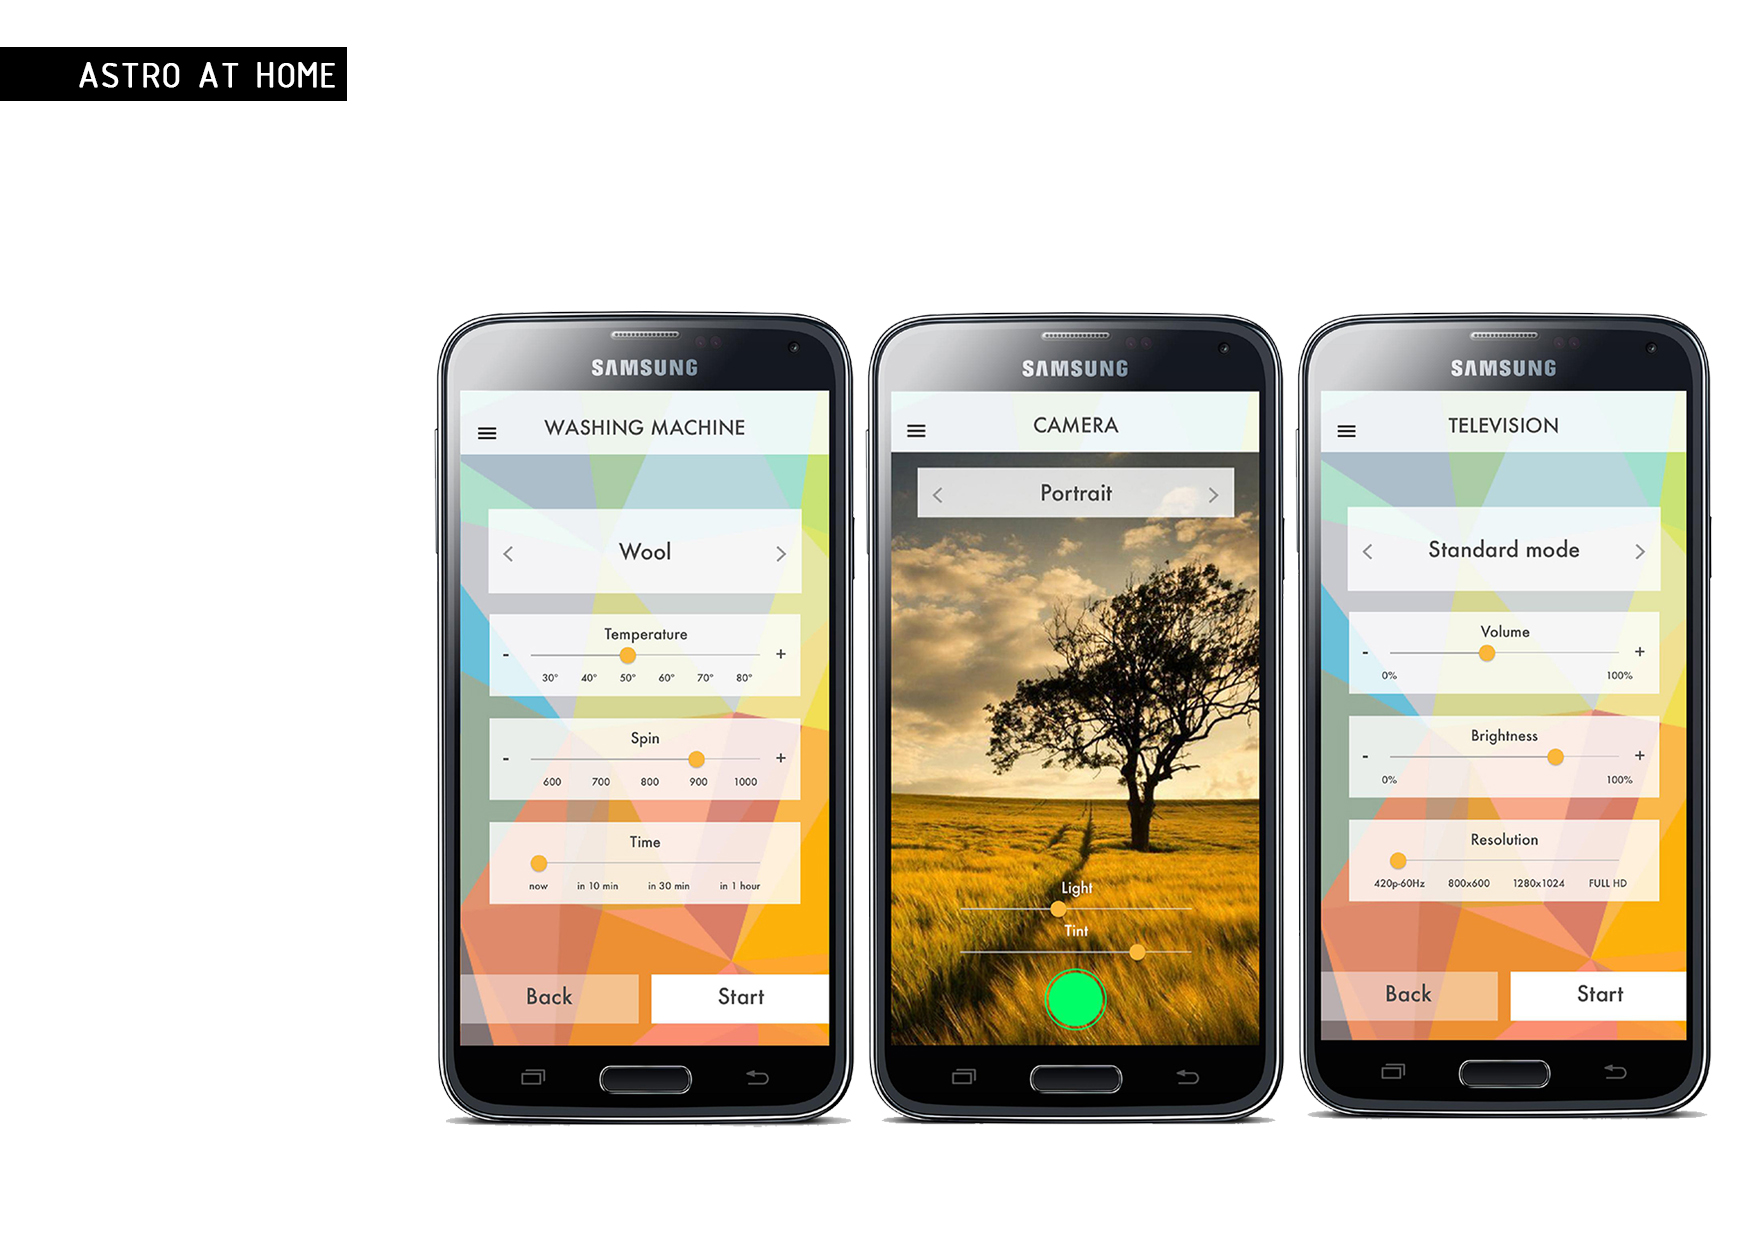 ASTRO AT HOME
SAMSUNG
WASHING MACHINE
< Wool >
Temperature
- +
30° 40° 50° 60° 70° 80°
Spin
- +
600 700 800 900 1000
Time
now in 10 min in 30 min in 1 hour
Back Start
SAMSUNG
CAMERA
< Portrait >
Light
Tint
SAMSUNG
TELEVISION
< Standard mode >
Volume
- +
0% 100%
Brightness
- +
0% 100%
Resolution
420p-60Hz 800x600 1280x1024 FULL HD
Back Start